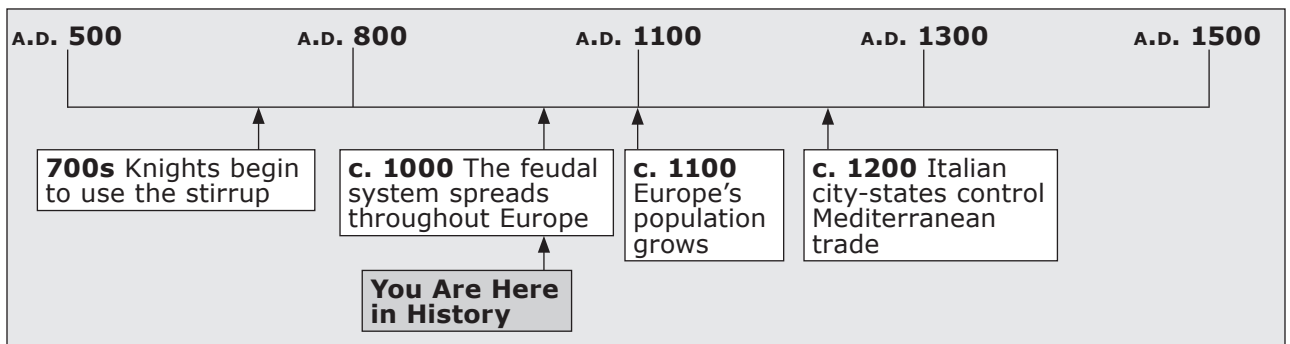 A.D. 500
A.D. 800
A.D. 1100
A.D. 1300
A.D. 1500
700s Knights begin
to use the stirrup
c. 1000 The feudal
system spreads
throughout Europe
c. 1100
Europe’s
population
grows
c. 1200 Italian
city-states control
Mediterranean
trade
You Are Here
in History